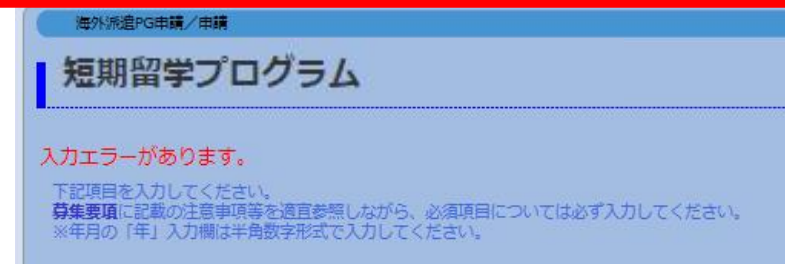 海外派遣PG申請／申請
短期留学プログラム
入力エラーがあります。
下記項目を入力してください。
募集要項に記載の注意事項等を適宜参照しながら、必須項目については必ず入力してください。
※年月の「年」入力欄は半角数字形式で入力してください。